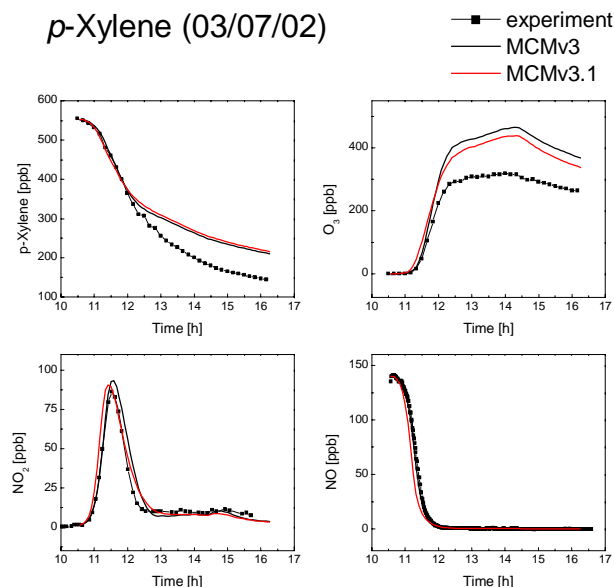 p-Xylene (03/07/02)
experiment
MCMv3
MCMv3.1
600
500
400
300
200
100
p-Xylene [ppb]
10 11 12 13 14 15 16 17
Time [h]
400
200
0
O3 [ppb]
10 11 12 13 14 15 16 17
Time [h]
100
75
50
25
0
NO2 [ppb]
10 11 12 13 14 15 16 17
Time [h]
150
100
50
0
NO [ppb]
10 11 12 13 14 15 16 17
Time [h]